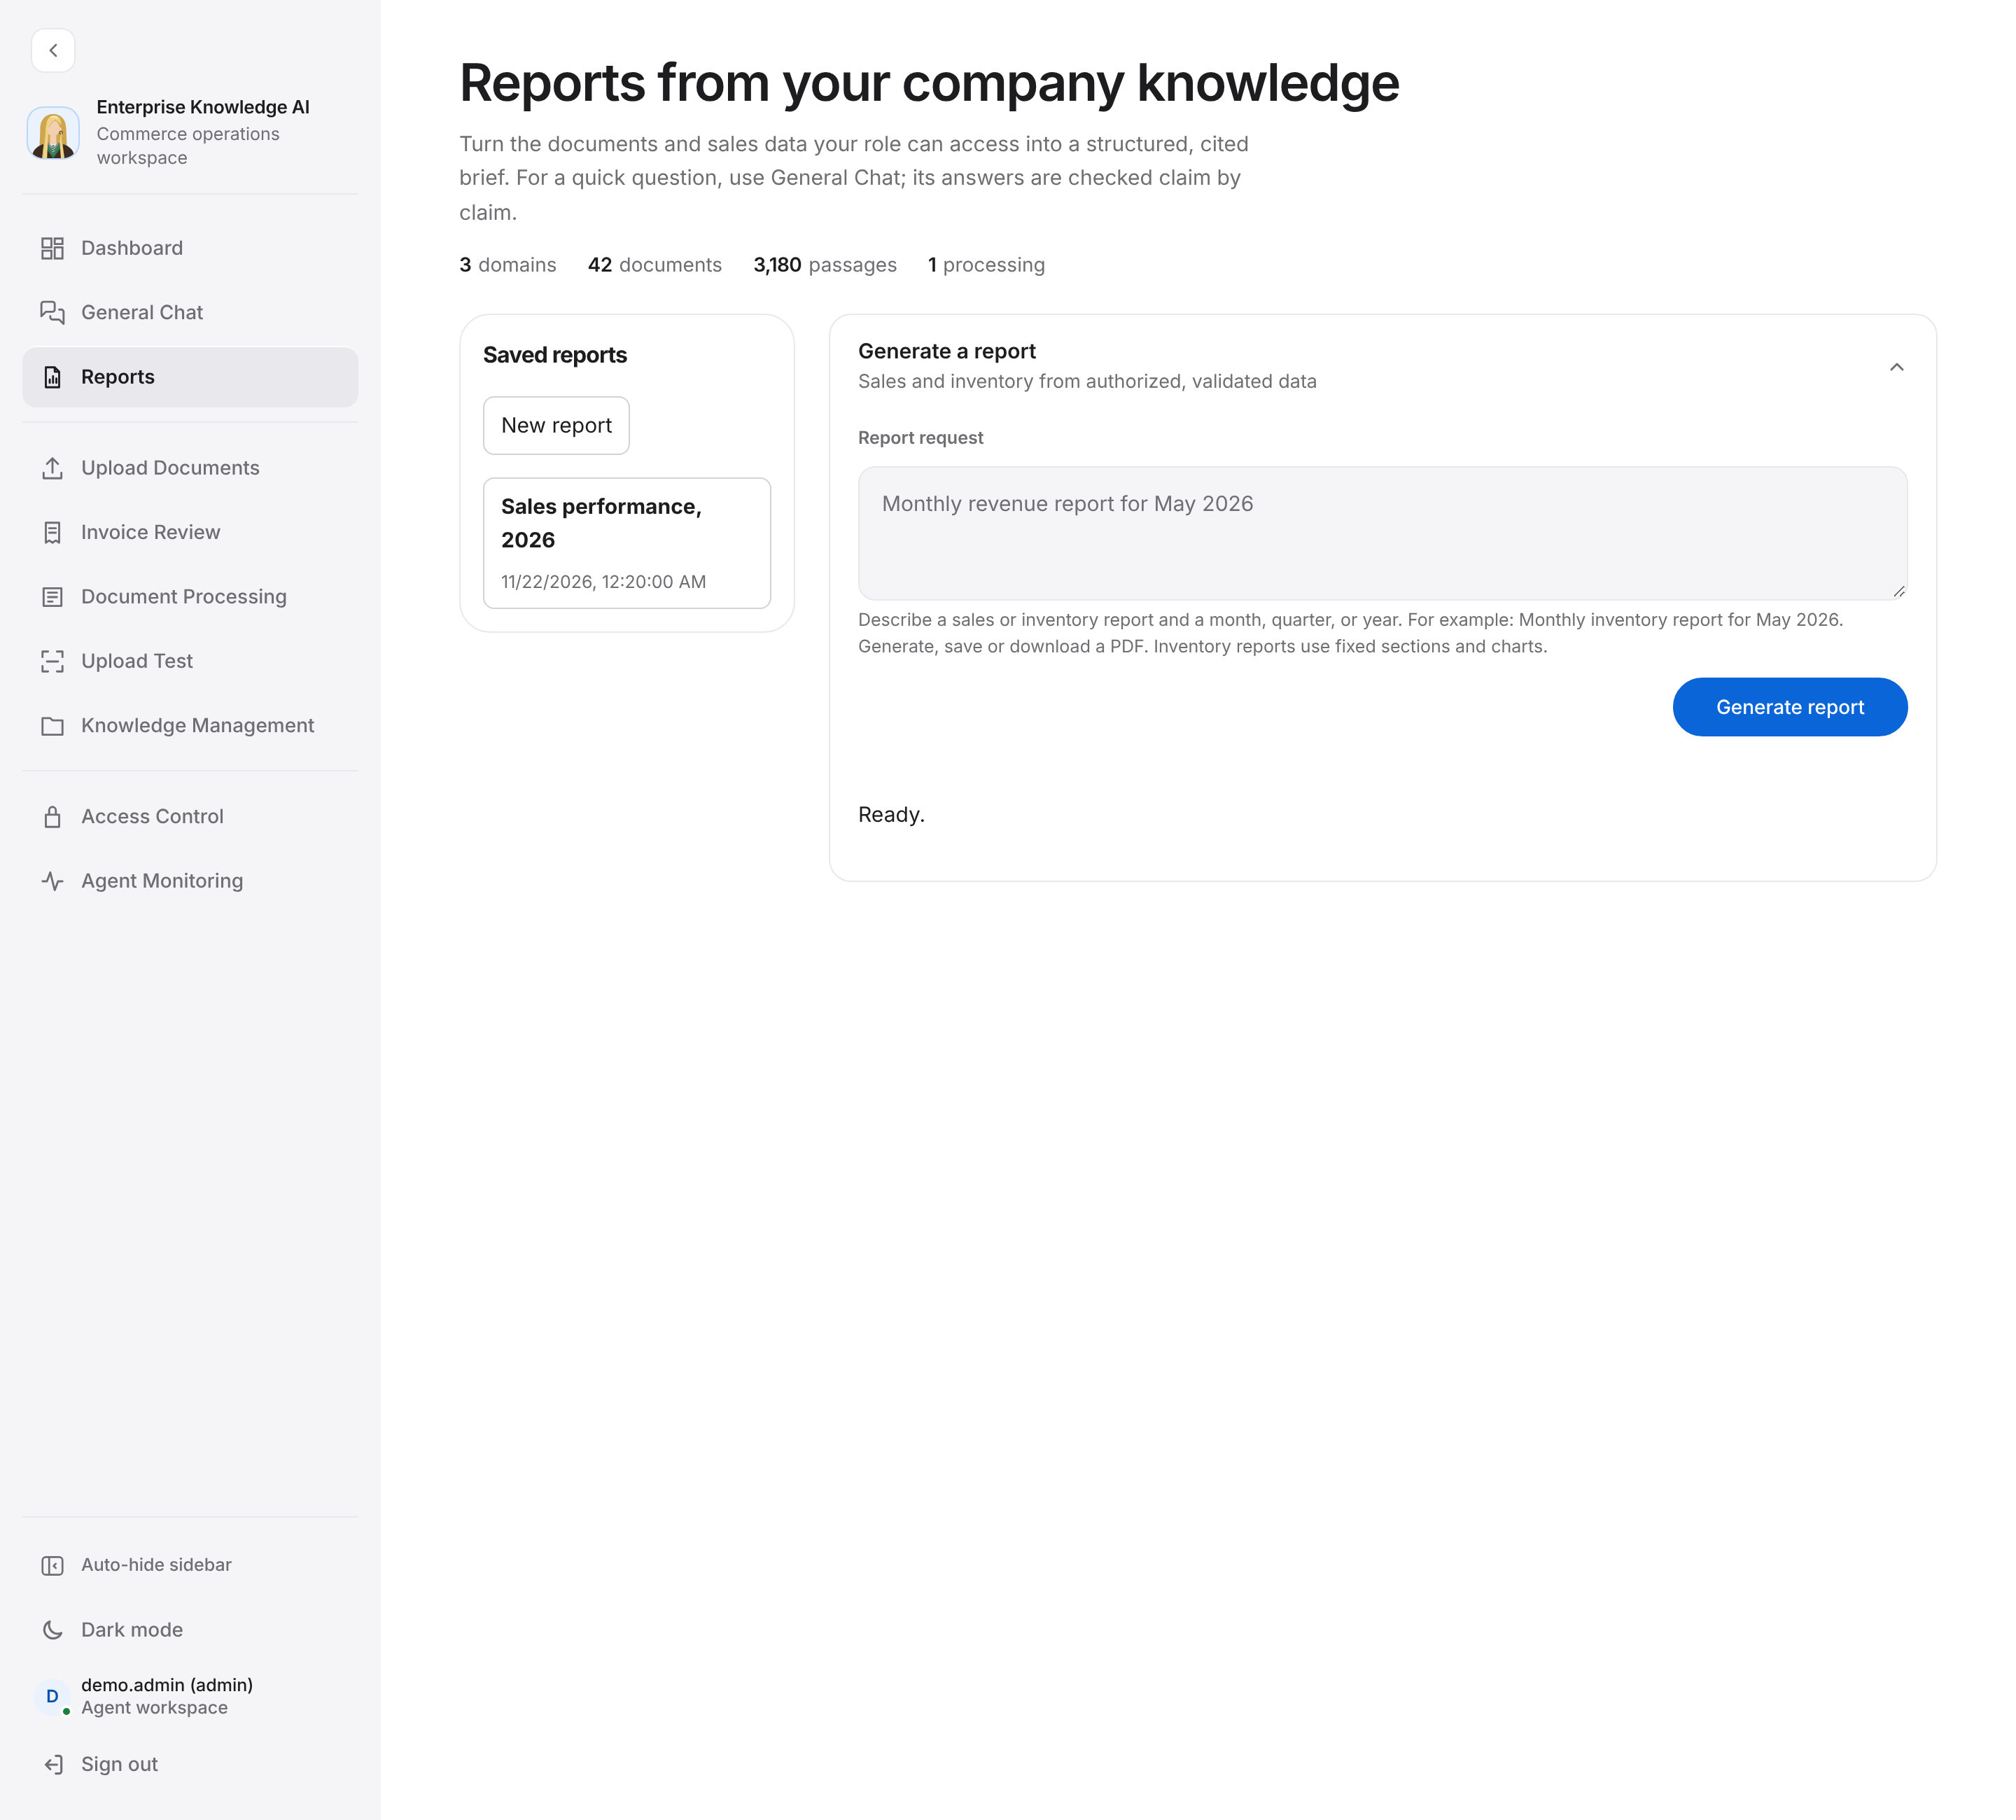 Enterprise Knowledge AI
Commerce operations
workspace
Dashboard
General Chat
Reports
Upload Documents
Invoice Review
Document Processing
Upload Test
Knowledge Management
Access Control
Agent Monitoring
Auto-hide sidebar
Dark mode
D
demo.admin (admin)
Agent workspace
Sign out
Reports from your company knowledge
Turn the documents and sales data your role can access into a structured, cited
brief. For a quick question, use General Chat; its answers are checked claim by
claim.
3 domains 42 documents 3,180 passages 1 processing
Saved reports
New report
Sales performance,
2026
11/22/2026, 12:20:00 AM
Generate a report
Sales and inventory from authorized, validated data
Report request
Monthly revenue report for May 2026
Describe a sales or inventory report and a month, quarter, or year. For example: Monthly inventory report for May 2026.
Generate, save or download a PDF. Inventory reports use fixed sections and charts.
Generate report
Ready.